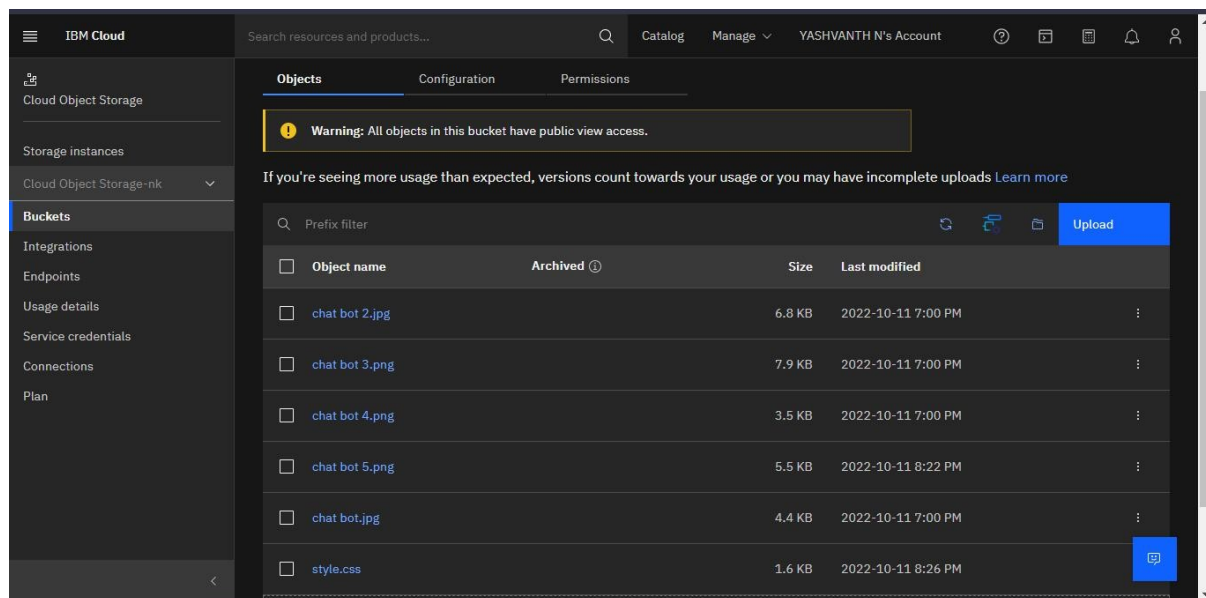 IBM Cloud
Search resources and products...
Catalog
Manage
YASHVANTH N's Account
Cloud Object Storage
Storage instances
Cloud Object Storage-nk
Buckets
Integrations
Endpoints
Usage details
Service credentials
Connections
Plan
Objects
Configuration
Permissions
Warning: All objects in this bucket have public view access.
If you're seeing more usage than expected, versions count towards your usage or you may have incomplete uploads Learn more
Prefix filter
Upload
Object name Archived Size Last modified
chat bot 2.jpg 6.8 KB 2022-10-11 7:00 PM
chat bot 3.png 7.9 KB 2022-10-11 7:00 PM
chat bot 4.png 3.5 KB 2022-10-11 7:00 PM
chat bot 5.png 5.5 KB 2022-10-11 8:22 PM
chat bot.jpg 4.4 KB 2022-10-11 7:00 PM
style.css 1.6 KB 2022-10-11 8:26 PM